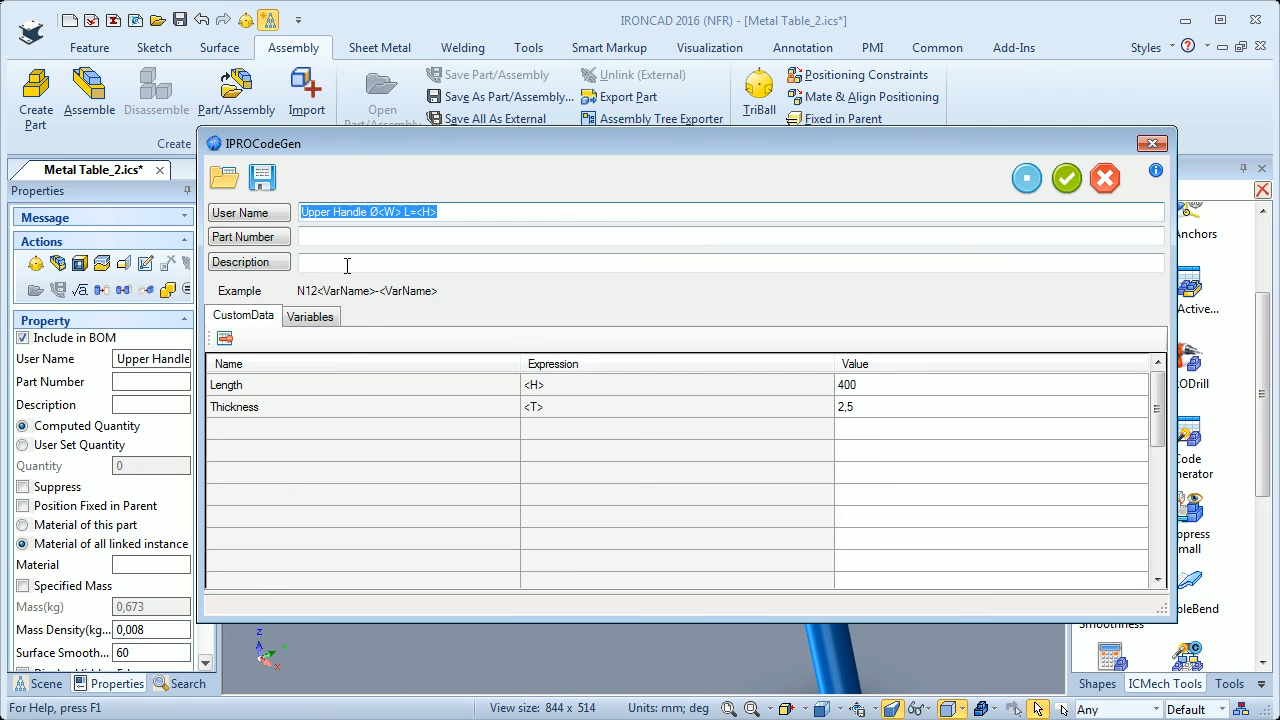 IRONCAD 2016 (NFR) - [Metal Table_2.ics*]
Feature Sketch Surface Assembly Sheet Metal Welding Tools Smart Markup Visualization Annotation PMI Common Add-Ins Styles
Create Part
Assemble
Disassemble
Part/Assembly
Import
Open
Save Part/Assembly
Save As Part/Assembly...
Save All As External
Unlink (External)
Export Part
Assembly Tree Exporter
TriBall
Positioning Constraints
Mate & Align Positioning
Fixed in Parent
Create
Metal Table_2.ics*
Properties
Message
Actions
Property
Include in BOM
User Name Upper Handle
Part Number
Description
Computed Quantity
User Set Quantity
Quantity 0
Suppress
Position Fixed in Parent
Material of this part
Material of all linked instance
Material
Specified Mass
Mass(kg) 0,673
Mass Density(kg... 0,008
Surface Smooth... 60
Scene Properties Search
IPROCodeGen
User Name Upper Handle Ø<W> L=<H>
Part Number
Description
Example N12<VarName>-<VarName>
CustomData Variables
Name Expression Value
Length <H> 400
Thickness <T> 2,5
Anchors
Active...
Code
Smoothness
Shapes ICMech Tools Tools
Z
Y
X
For Help, press F1 View size: 844 x 514 Units: mm; deg Any Default